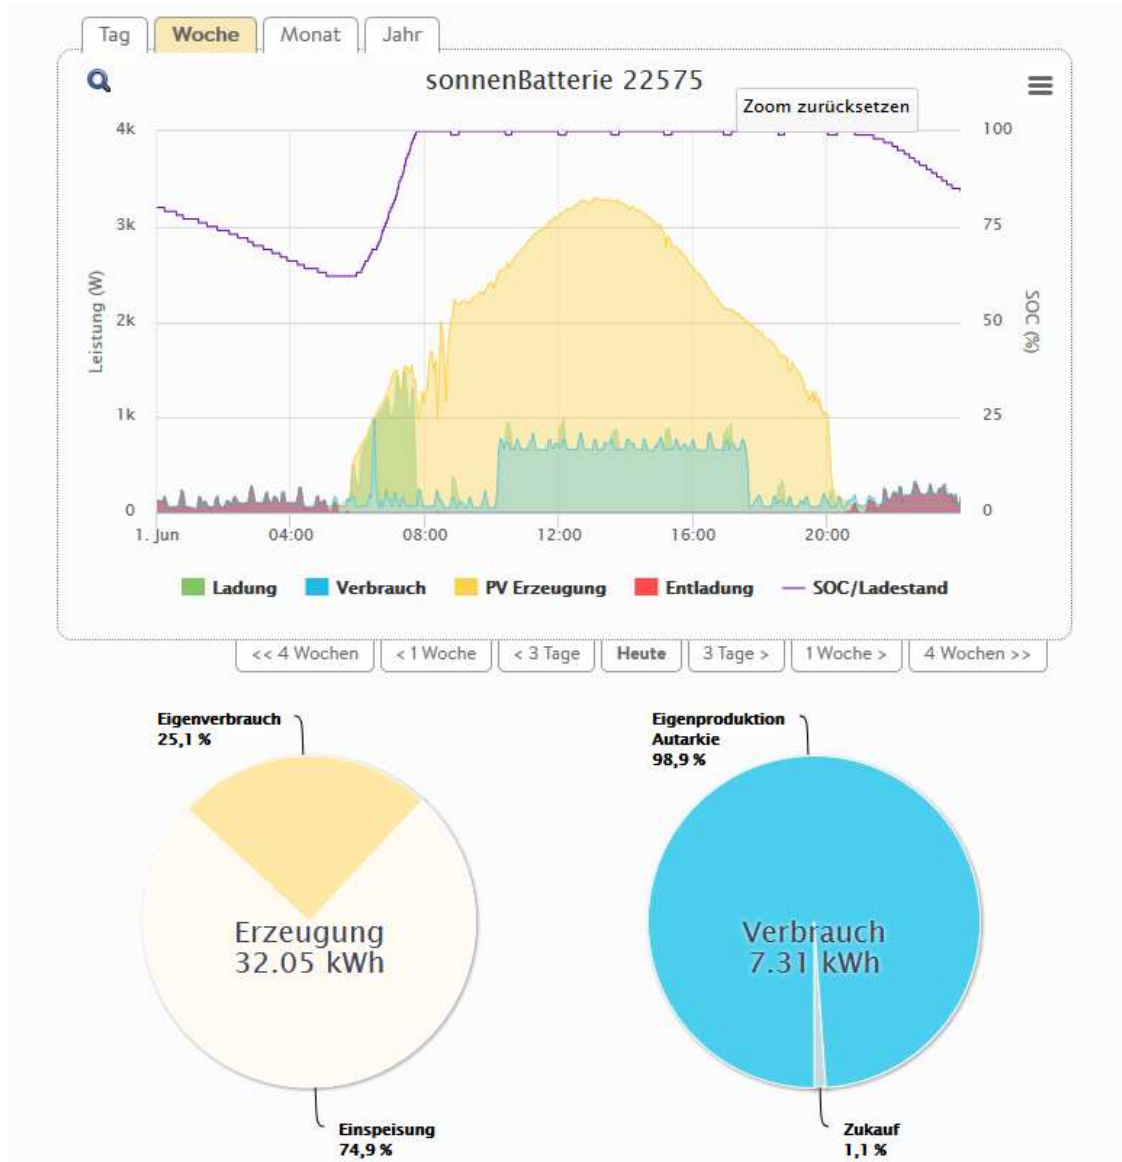 Tag Woche Monat Jahr
sonnenBatterie 22575
Zoom zurücksetzen
4k 100
3k 75
2k 50
1k 25
0 0
Leistung (W)
SOC (%)
1. Jun 04:00 08:00 12:00 16:00 20:00
Ladung Verbrauch PV Erzeugung Entladung SOC/Ladestand
<< 4 Wochen < 1 Woche < 3 Tage Heute 3 Tage > 1 Woche > 4 Wochen >>
Eigenverbrauch
25,1 %
Erzeugung
32.05 kWh
Einspeisung
74,9 %
Eigenproduktion
Autarkie
98,9 %
Verbrauch
7.31 kWh
Zukauf
1,1 %